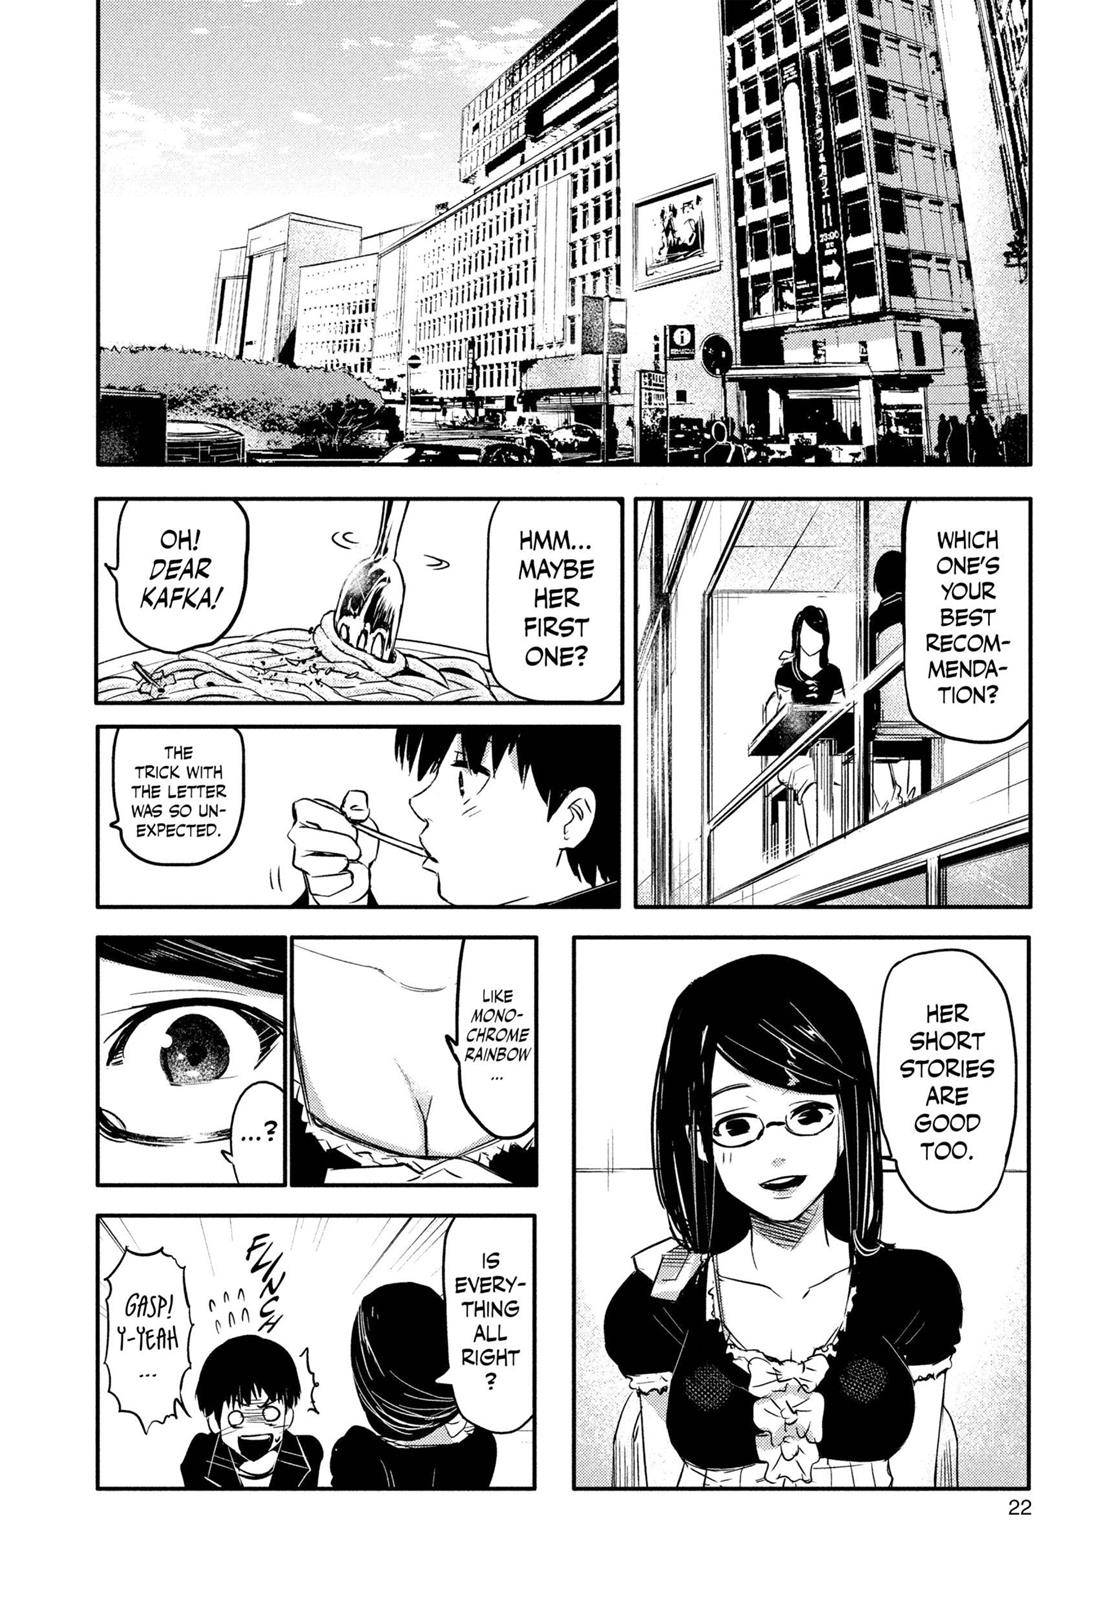 23:00
WHICH
ONE'S
YOUR
BEST
RECOM-
MENDA-
TION?
HMM...
MAYBE
HER
FIRST
ONE?
OH!
DEAR
KAFKA!
THE
TRICK WITH
THE LETTER
WAS SO UN-
EXPECTED.
HER
SHORT
STORIES
ARE
GOOD
TOO.
LIKE
MONO-
CHROME
RAINBOW
...
...?
IS
EVERY-
THING
ALL
RIGHT
?
FLINCH
GASP!
Y-YEAH
...
22